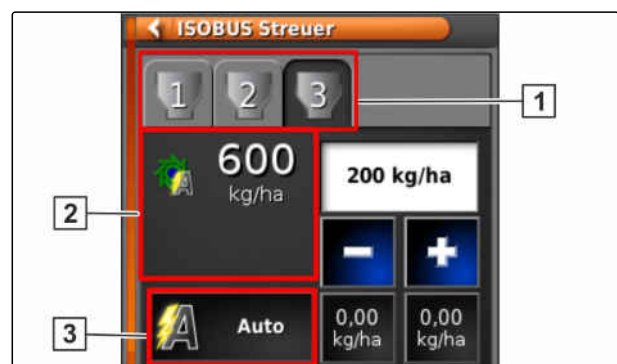 ISOBUS Streuer
1 2 3
1
600
kg/ha
200 kg/ha
2
- +
A Auto
0,00
kg/ha
0,00
kg/ha
3